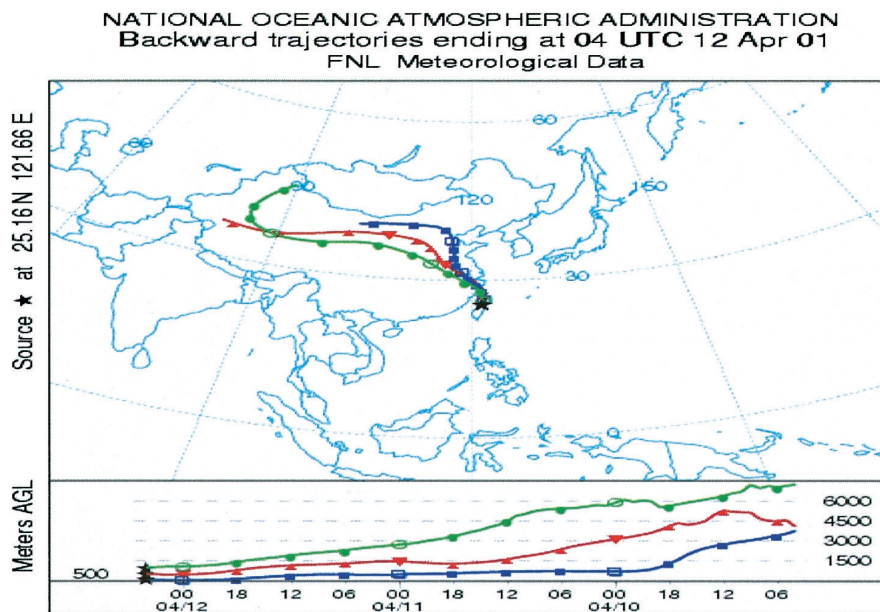 NATIONAL OCEANIC ATMOSPHERIC ADMINISTRATION
Backward trajectories ending at 04 UTC 12 Apr 01
FNL Meteorological Data
Source ★ at 25.16 N 121.66 E
60
60
90
120
150
30
0
Meters AGL
6000
4500
3000
1500
500
00 18 12 06 00 18 12 06 00 18 12 06
04/12 04/11 04/10